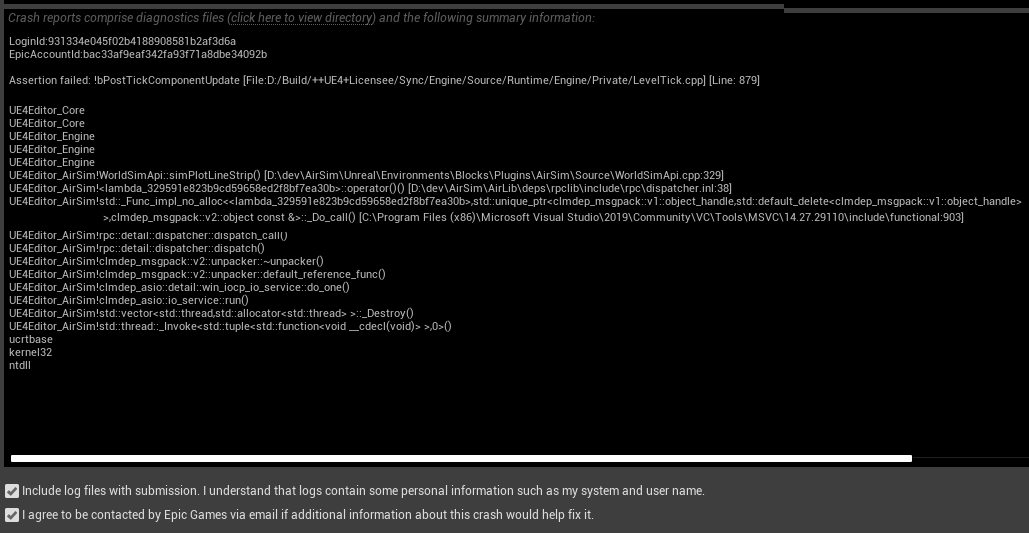 Crash reports comprise diagnostics files (click here to view directory) and the following summary information:
LoginId:931334e045f02b4188908581b2af3d6a
EpicAccountId:bac33af9eaf342fa93f71a8dbe34092b
Assertion failed: !bPostTickComponentUpdate [File:D:/Build/++UE4+Licensee/Sync/Engine/Source/Runtime/Engine/Private/LevelTick.cpp] [Line: 879]
UE4Editor_Core
UE4Editor_Core
UE4Editor_Engine
UE4Editor_Engine
UE4Editor_Engine
UE4Editor_AirSim!WorldSimApi::simPlotLineStrip() [D:\dev\AirSim\Unreal\Environments\Blocks\Plugins\AirSim\Source\WorldSimApi.cpp:329]
UE4Editor_AirSim!<lambda_329591e823b9cd59658ed2f8bf7ea30b>::operator()() [D:\dev\AirSim\AirLib\deps\rpclib\include\rpc\dispatcher.inl:38]
UE4Editor_AirSim!std::_Func_impl_no_alloc<<lambda_329591e823b9cd59658ed2f8bf7ea30b>,std::unique_ptr<clmdep_msgpack::v1::object_handle,std::default_delete<clmdep_msgpack::v1::object_handle>
>,clmdep_msgpack::v2::object const &>::_Do_call() [C:\Program Files (x86)\Microsoft Visual Studio\2019\Community\VC\Tools\MSVC\14.27.29110\include\functional:903]
UE4Editor_AirSim!rpc::detail::dispatcher::dispatch_call()
UE4Editor_AirSim!rpc::detail::dispatcher::dispatch()
UE4Editor_AirSim!clmdep_msgpack::v2::unpacker::~unpacker()
UE4Editor_AirSim!clmdep_msgpack::v2::unpacker::default_reference_func()
UE4Editor_AirSim!clmdep_asio::detail::win_iocp_io_service::do_one()
UE4Editor_AirSim!clmdep_asio::io_service::run()
UE4Editor_AirSim!std::vector<std::thread,std::allocator<std::thread> >::_Destroy()
UE4Editor_AirSim!std::thread::_Invoke<std::tuple<std::function<void __cdecl(void)> >,0>()
ucrtbase
kernel32
ntdll
Include log files with submission. I understand that logs contain some personal information such as my system and user name.
I agree to be contacted by Epic Games via email if additional information about this crash would help fix it.